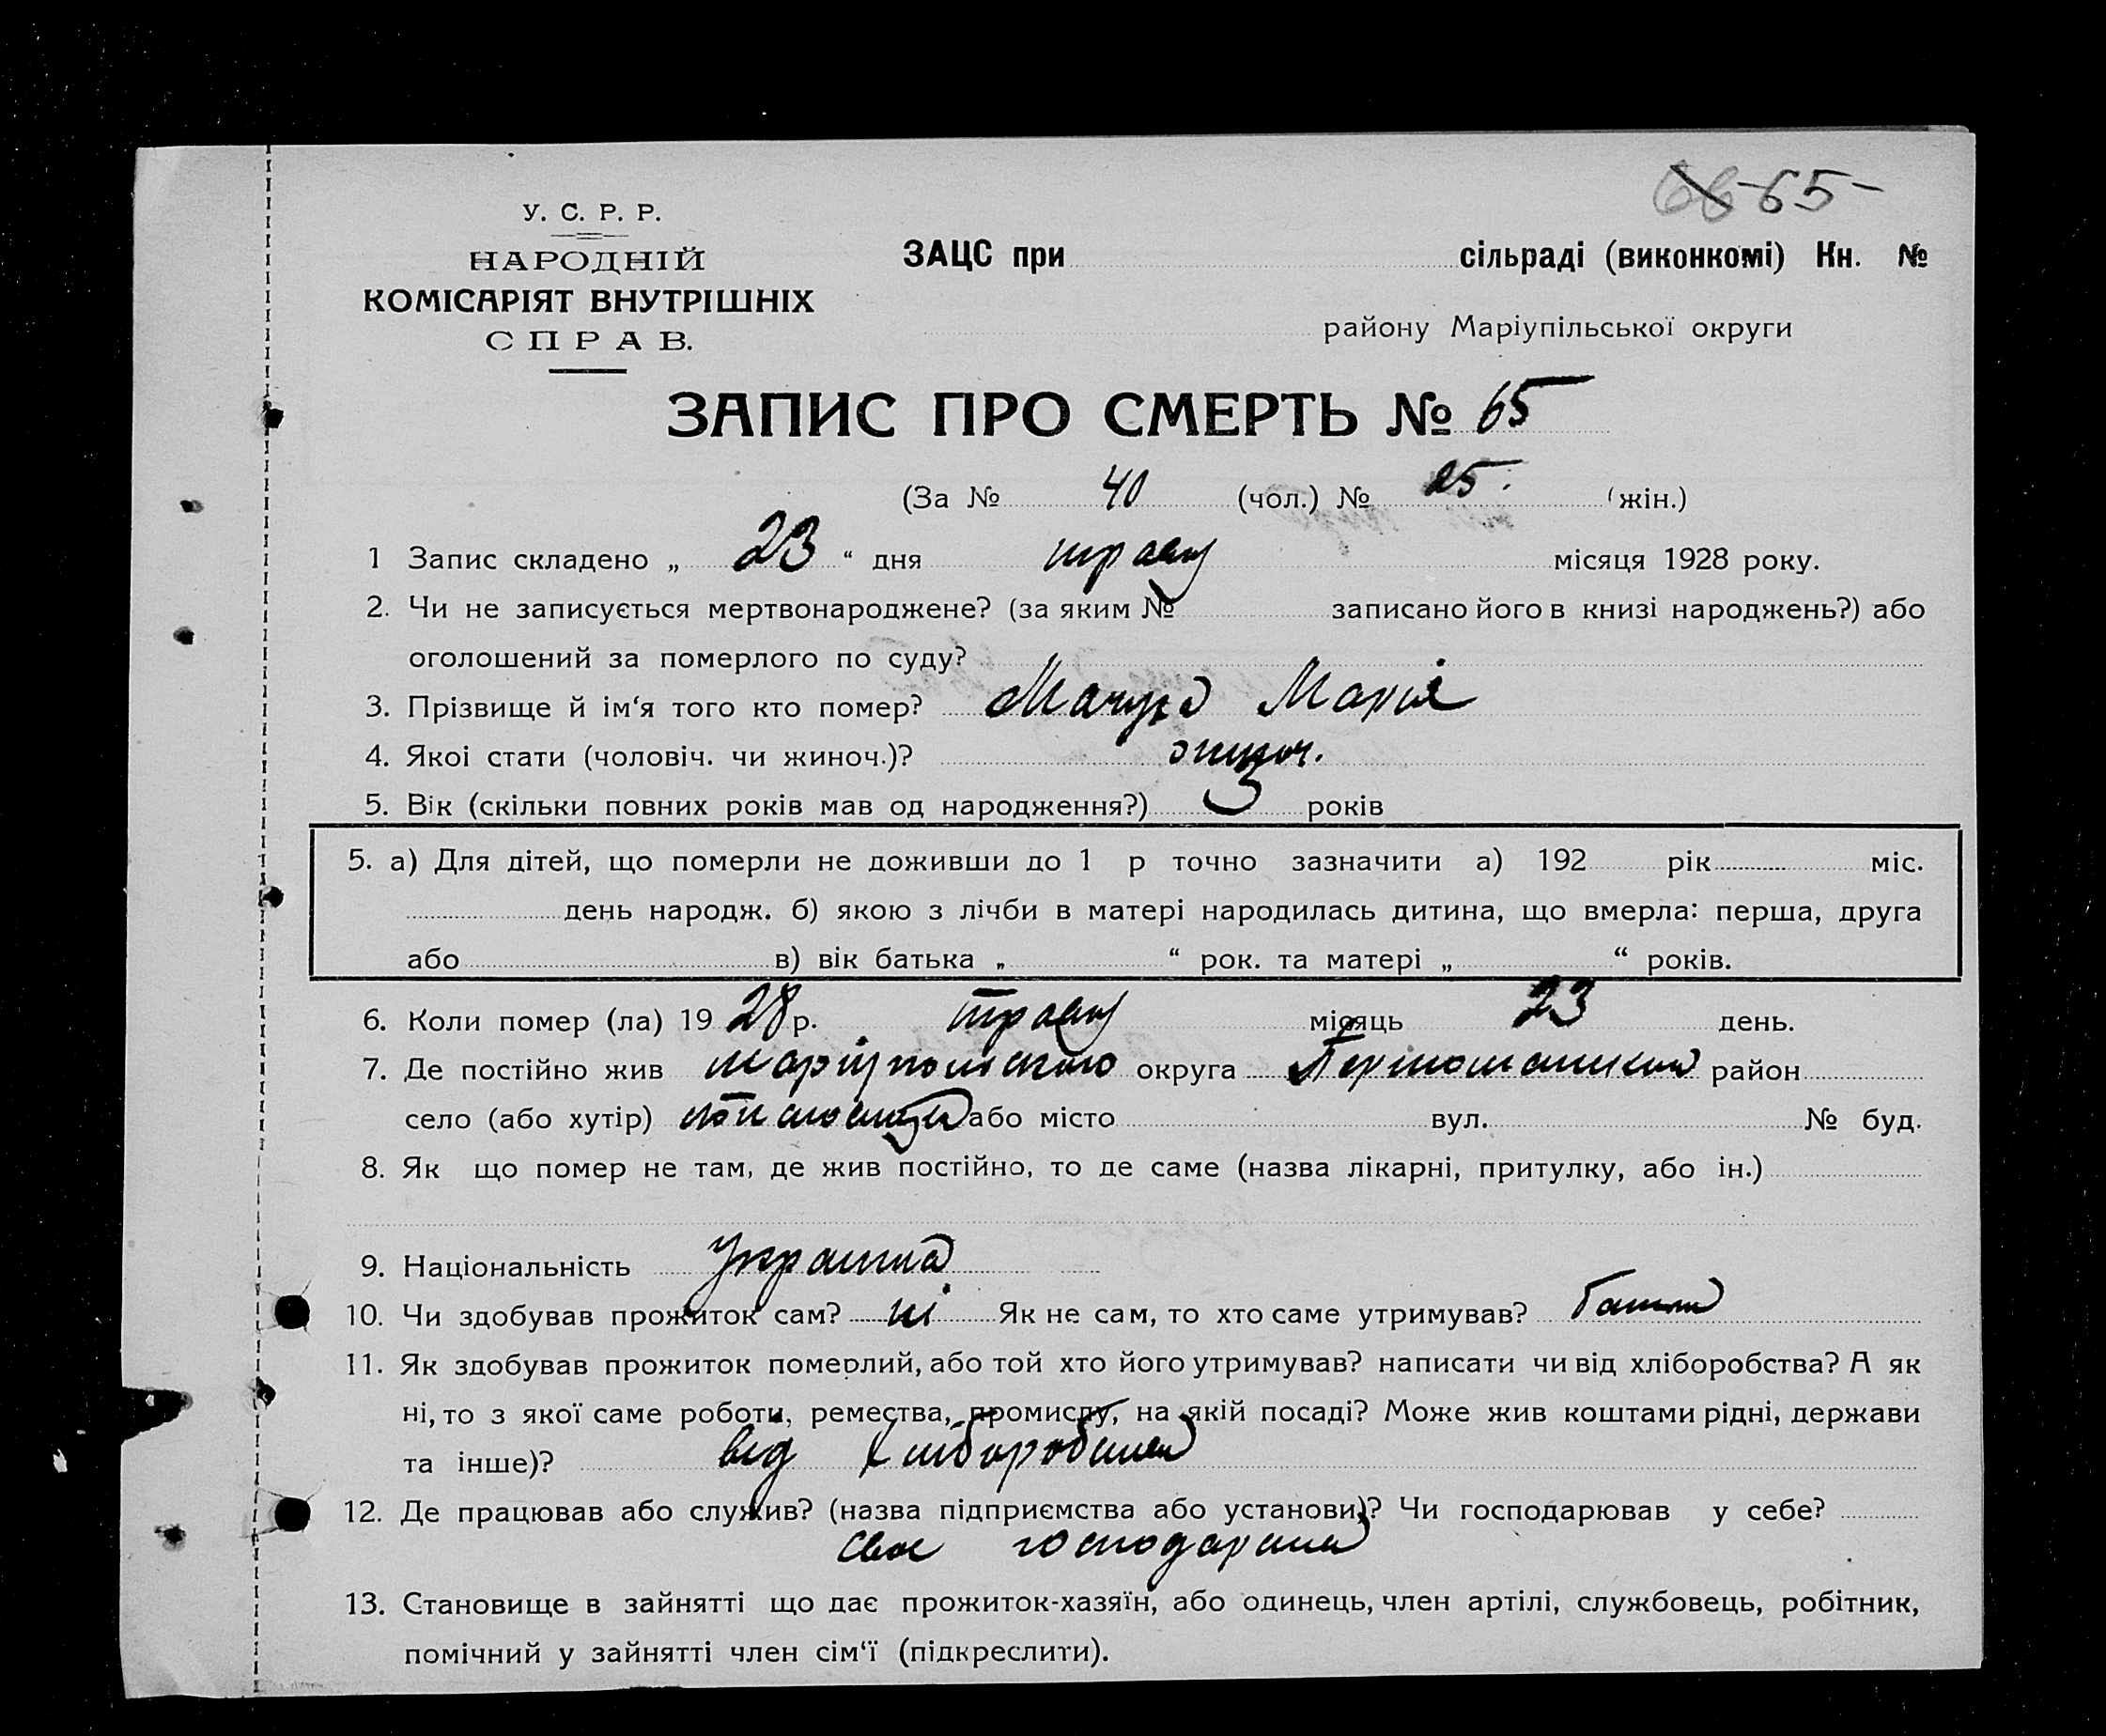 66 65
У. С. Р. Р.
НАРОДНІЙ
КОМІСАРІЯТ ВНУТРІШНІХ
СПРАВ.
ЗАЦС при сільраді (виконкомі) Кн. №
району Маріупільської округи
ЗАПИС ПРО СМЕРТЬ № 65
(За № 40 (чол.) № 25. (жін.)
1 Запис складено „ 23 “ дня травн місяця 1928 року.
2. Чи не записується мертвонароджене? (за яким № записано його в книзі народжень?) або
оголошений за померлого по суду?
3. Прізвище й ім‘я того кто помер? Марія
4. Якоі стати (чоловіч. чи жиноч.)? жиноч.
5. Вік (скільки повних років мав од народження?) 3 років
5. а) Для дітей, що померли не доживши до 1 р точно зазначити а) 192 рік міс.
день народж. б) якою з лічби в матері народилась дитина, що вмерла: перша, друга
або в) вік батька „ “ рок. та матері „ “ років.
6. Коли помер (ла) 19 28 р. травн місяць 23 день.
7. Де постійно жив округа район
село (або хутір) або місто вул. № буд.
8. Як що помер не там, де жив постійно, то де саме (назва лікарні, притулку, або ін.)
9. Національність
10. Чи здобував прожиток сам? ні Як не сам, то хто саме утримував? батьки
11. Як здобував прожиток померлий, або той хто його утримував? написати чи від хліборобства? А як
ні, то з якої саме роботи, ремества, промислу, на якій посаді? Може жив коштами рідні, держави
та інше)? від хліборобства
12. Де працював або служив? (назва підприємства або установи)? Чи господарював у себе?
своє господарства
13. Становище в зайнятті що дає прожиток-хазяїн, або одинець, член артілі, службовець, робітник,
помічний у зайнятті член сім‘ї (підкреслити).